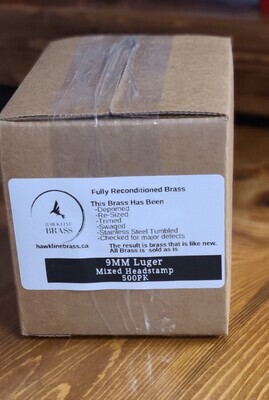 Fully Reconditioned Brass
This Brass Has Been
-Deprimed
-Re-Sized
-Trimed
-Swaged
-Stainless Steel Tumbled
-Checked for major defects
HAWKLINE
BRASS
hawklinebrass.ca
The result is brass that is like new.
All Brass is sold as is
9MM Luger
Mixed Headstamp
500PK